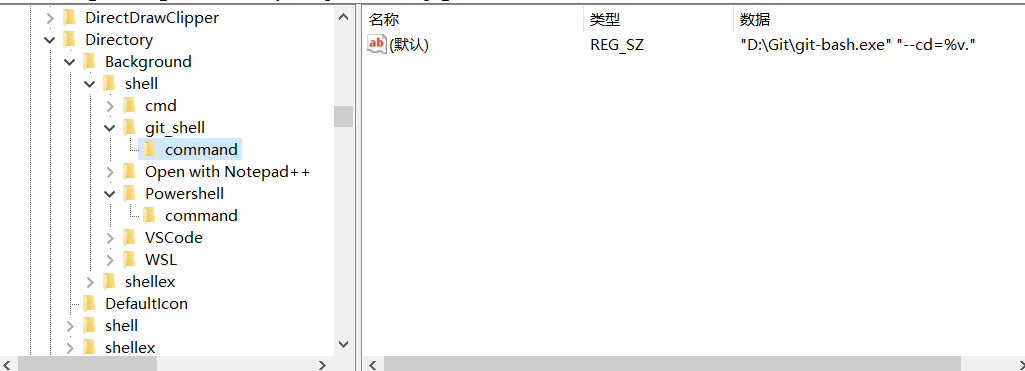 DirectDrawClipper
Directory
Background
shell
cmd
git_shell
command
Open with Notepad++
Powershell
command
VSCode
WSL
shellex
DefaultIcon
shell
shellex
名称 类型 数据
ab (默认) REG_SZ "D:\Git\git-bash.exe" "--cd=%v."